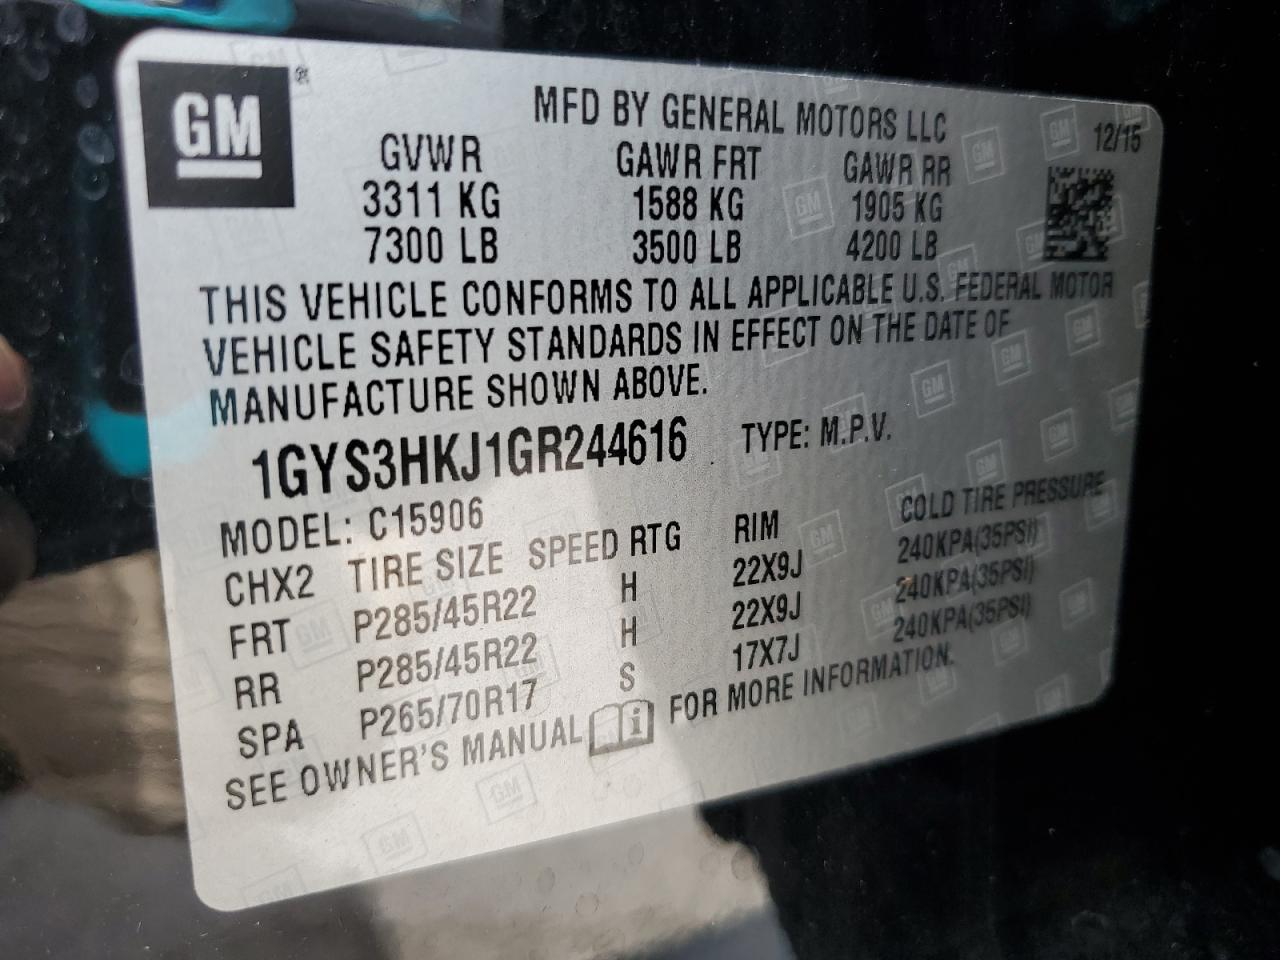 GM ®
MFD BY GENERAL MOTORS LLC
12/15
GVWR GAWR FRT GAWR RR
3311 KG 1588 KG 1905 KG
7300 LB 3500 LB 4200 LB
THIS VEHICLE CONFORMS TO ALL APPLICABLE U.S. FEDERAL MOTOR
VEHICLE SAFETY STANDARDS IN EFFECT ON THE DATE OF
MANUFACTURE SHOWN ABOVE.
1GYS3HKJ1GR244616 TYPE: M.P.V.
MODEL: C15906
CHX2 TIRE SIZE SPEED RTG RIM COLD TIRE PRESSURE
FRT P285/45R22 H 22X9J 240KPA(35PSI)
RR P285/45R22 H 22X9J 240KPA(35PSI)
SPA P265/70R17 S 17X7J 240KPA(35PSI)
SEE OWNER'S MANUAL FOR MORE INFORMATION.